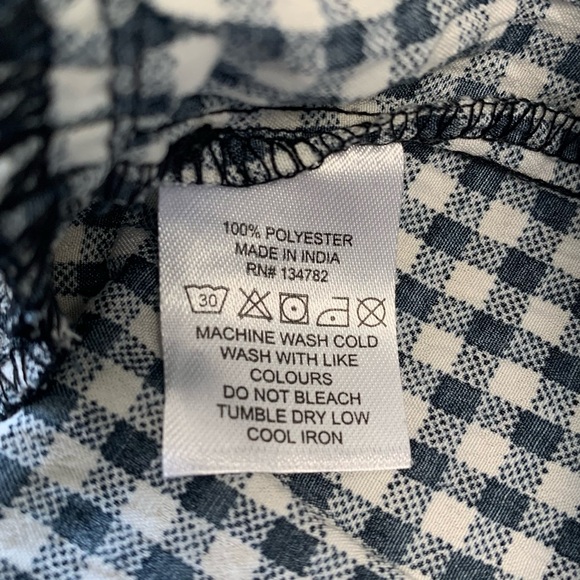 100% POLYESTER
MADE IN INDIA
RN# 134782
30
MACHINE WASH COLD
WASH WITH LIKE
COLOURS
DO NOT BLEACH
TUMBLE DRY LOW
COOL IRON